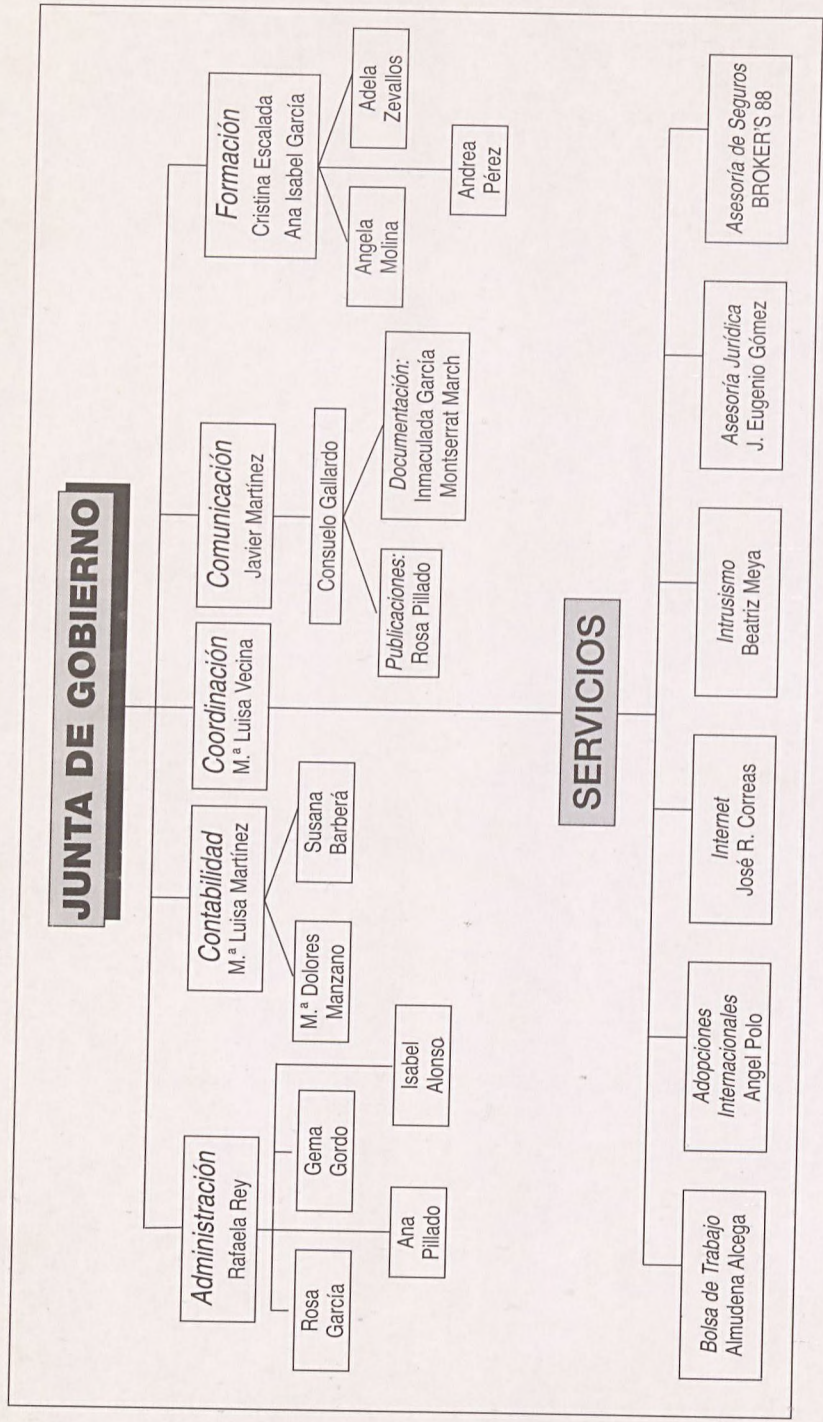 JUNTA DE GOBIERNO
Administración
Rafaela Rey
Rosa
García
Ana
Pillado
Gema
Gordo
Isabel
Alonso
Contabilidad
M.ª Luisa Martínez
M.ª Dolores
Manzano
Susana
Barberá
Coordinación
M.ª Luisa Vecina
Comunicación
Javier Martínez
Consuelo Gallardo
Publicaciones:
Rosa Pillado
Documentación:
Inmaculada García
Montserrat March
Formación
Cristina Escalada
Ana Isabel García
Angela
Molina
Andrea
Pérez
Adela
Zevallos
SERVICIOS
Bolsa de Trabajo
Almudena Alcega
Adopciones
Internacionales
Angel Polo
Internet
José R. Correas
Intrusismo
Beatriz Meya
Asesoría Jurídica
J. Eugenio Gómez
Asesoría de Seguros
BROKER'S 88